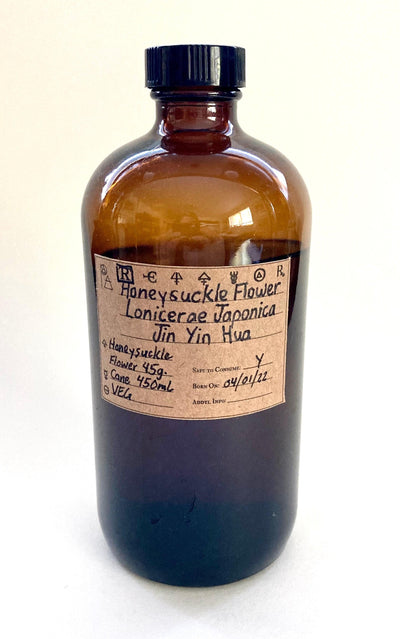 Honeysuckle Flower
Lonicerae Japonica
Jin Yin Hua
Honeysuckle
Flower 45g.
Cane 450ml
VEG
Safe to Consume: Y
Born On: 04/01/22
Addtl Info: